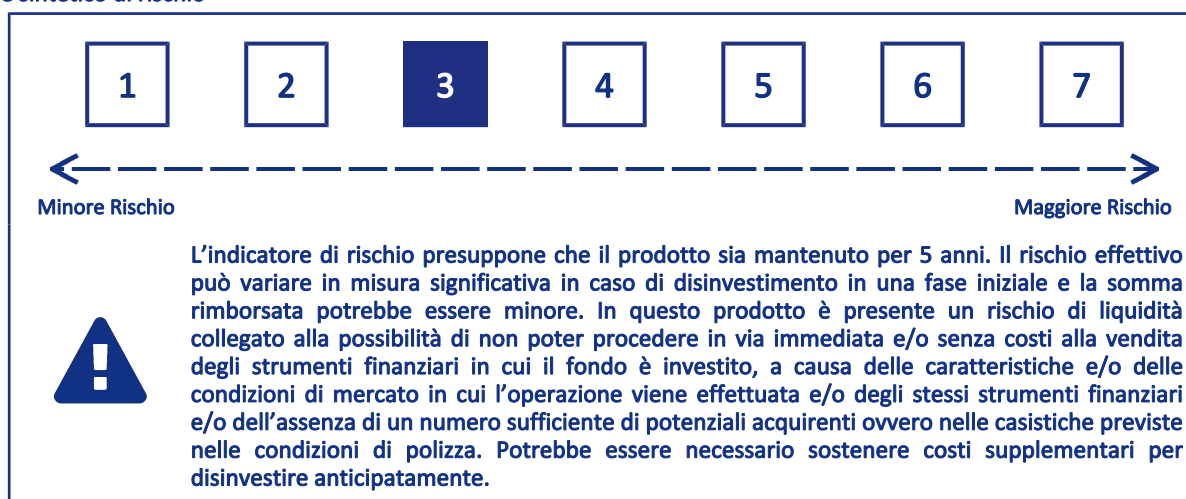 sintetico di rischio
1 2 3 4 5 6 7
Minore Rischio Maggiore Rischio
L’indicatore di rischio presuppone che il prodotto sia mantenuto per 5 anni. Il rischio effettivo
può variare in misura significativa in caso di disinvestimento in una fase iniziale e la somma
rimborsata potrebbe essere minore. In questo prodotto è presente un rischio di liquidità
collegato alla possibilità di non poter procedere in via immediata e/o senza costi alla vendita
degli strumenti finanziari in cui il fondo è investito, a causa delle caratteristiche e/o delle
condizioni di mercato in cui l’operazione viene effettuata e/o degli stessi strumenti finanziari
e/o dell’assenza di un numero sufficiente di potenziali acquirenti ovvero nelle casistiche previste
nelle condizioni di polizza. Potrebbe essere necessario sostenere costi supplementari per
disinvestire anticipatamente.